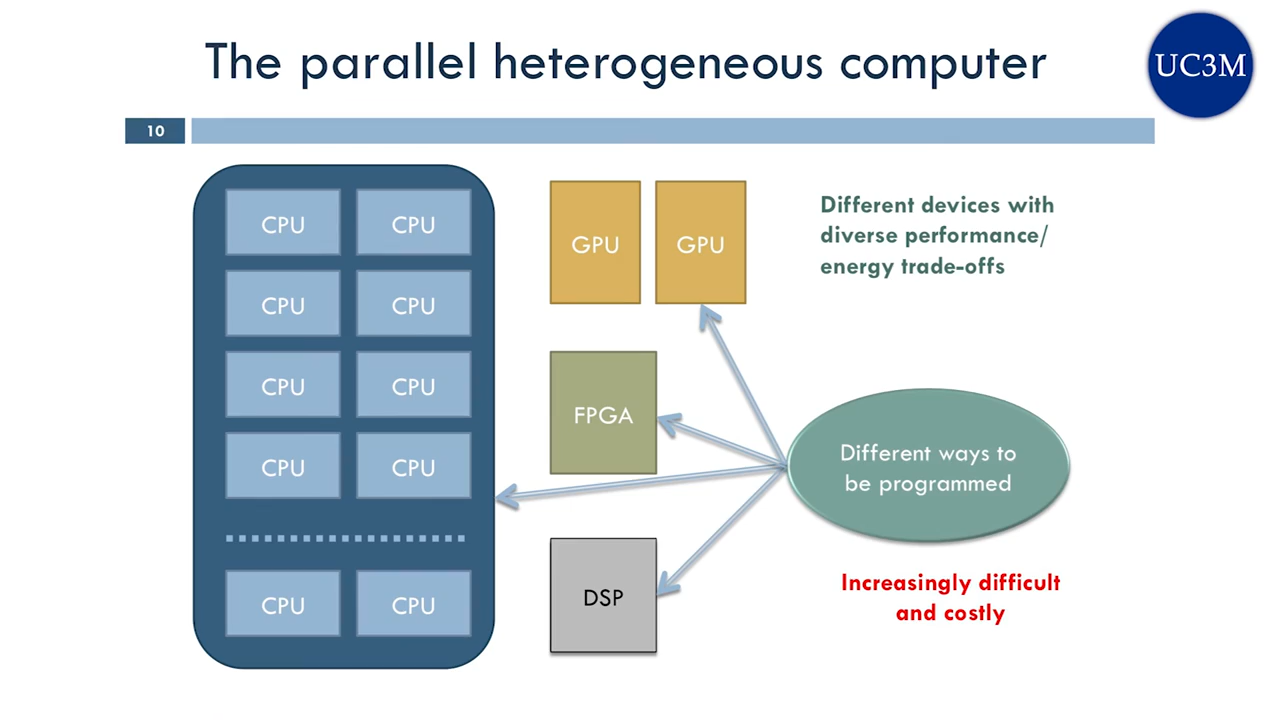 The parallel heterogeneous computer
UC3M
10
CPU
CPU
CPU
CPU
CPU
CPU
CPU
CPU
CPU
CPU
GPU
GPU
FPGA
DSP
Different devices with
diverse performance/
energy trade-offs
Different ways to
be programmed
Increasingly difficult
and costly